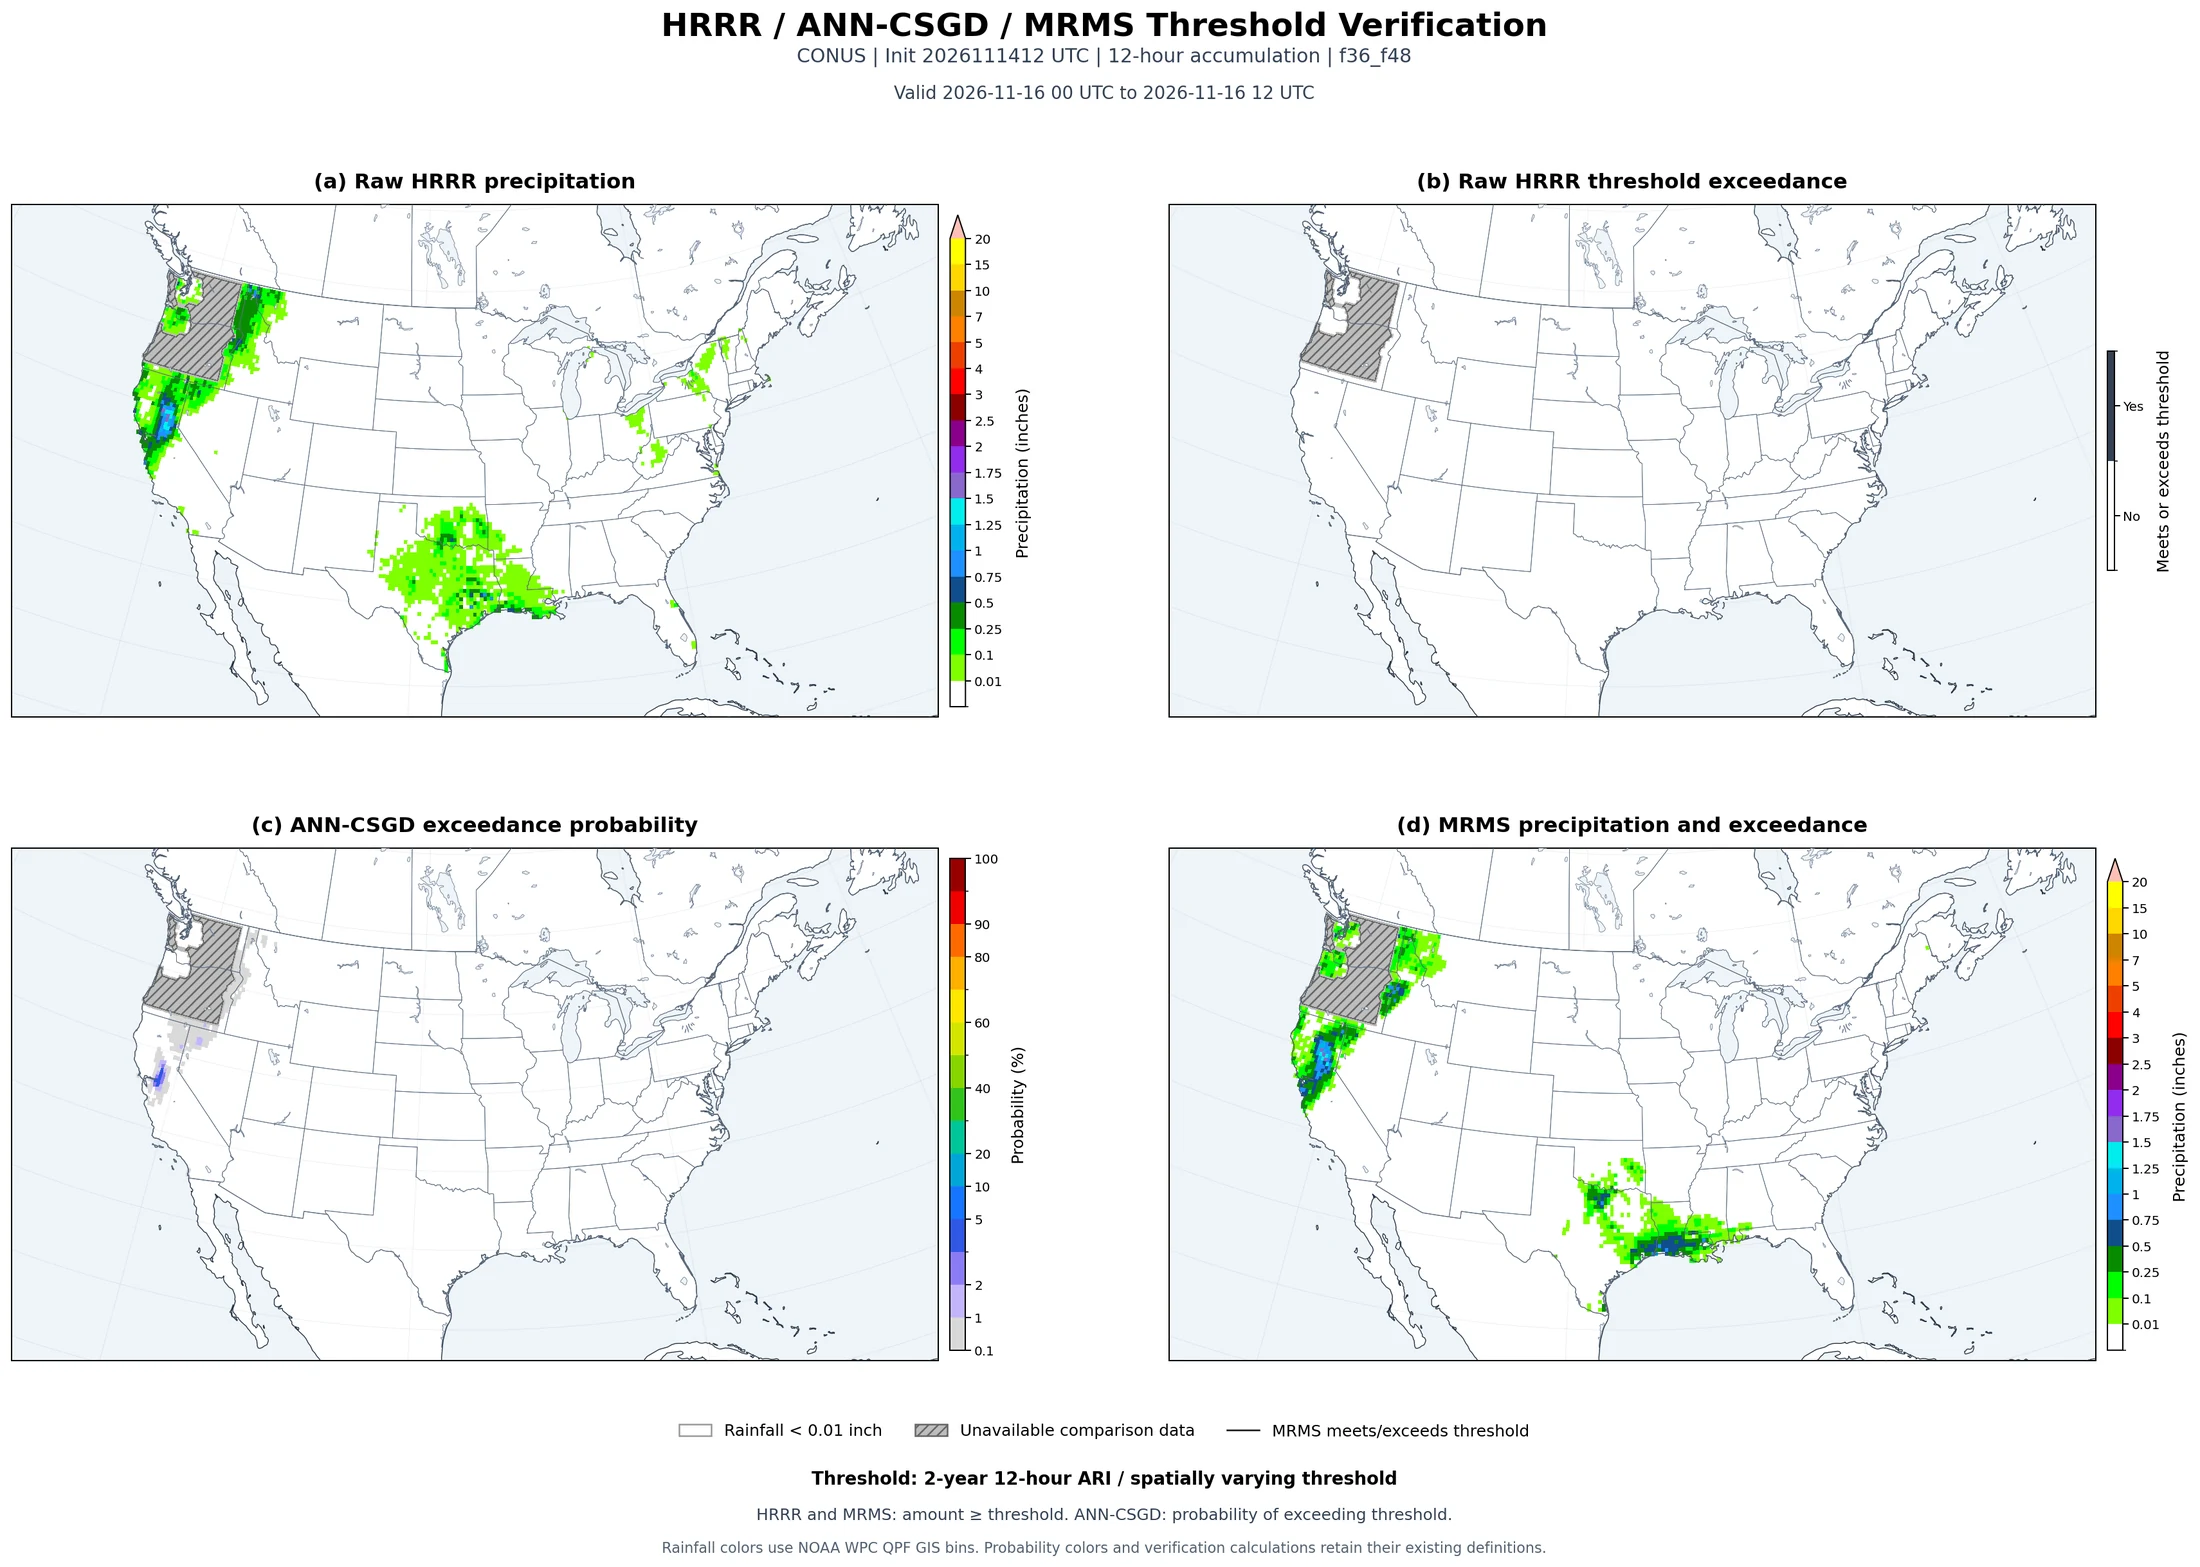 HRRR / ANN-CSGD / MRMS Threshold Verification
CONUS | Init 2026111412 UTC | 12-hour accumulation | f36_f48
Valid 2026-11-16 00 UTC to 2026-11-16 12 UTC
(a) Raw HRRR precipitation
20
15
10
7
5
4
3
2.5
2
1.75
1.5
1.25
1
0.75
0.5
0.25
0.1
0.01
Precipitation (inches)
(b) Raw HRRR threshold exceedance
Yes
No
Meets or exceeds threshold
(c) ANN-CSGD exceedance probability
100
90
80
60
40
20
10
5
2
1
0.1
Probability (%)
(d) MRMS precipitation and exceedance
20
15
10
7
5
4
3
2.5
2
1.75
1.5
1.25
1
0.75
0.5
0.25
0.1
0.01
Precipitation (inches)
Rainfall < 0.01 inch
Unavailable comparison data
MRMS meets/exceeds threshold
Threshold: 2-year 12-hour ARI / spatially varying threshold
HRRR and MRMS: amount ≥ threshold. ANN-CSGD: probability of exceeding threshold.
Rainfall colors use NOAA WPC QPF GIS bins. Probability colors and verification calculations retain their existing definitions.